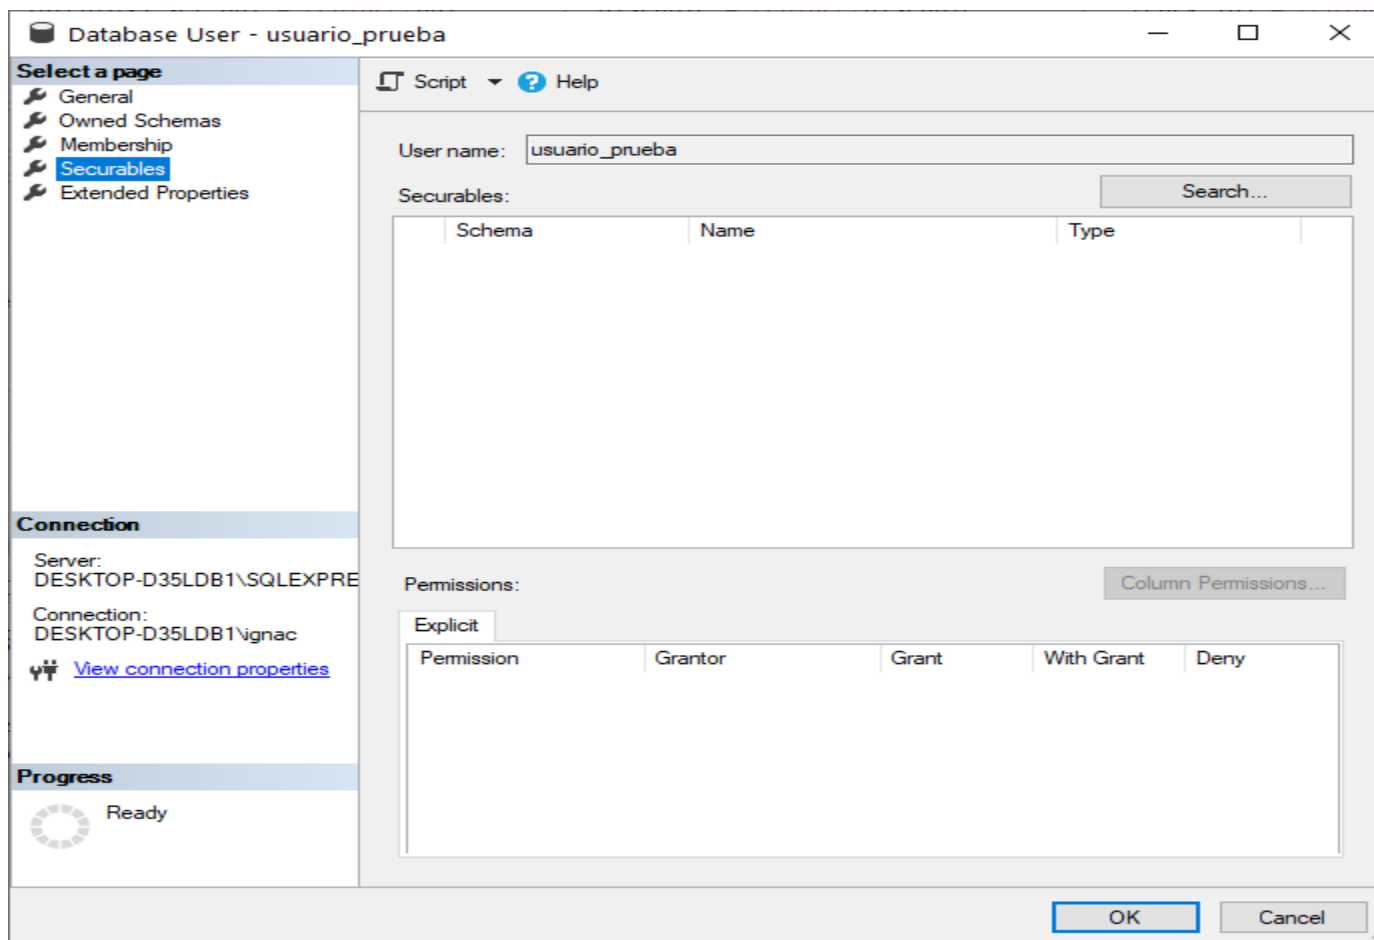 Database User - usuario_prueba
Select a page
General
Owned Schemas
Membership
Securables
Extended Properties
Script
Help
User name:
usuario_prueba
Securables:
Search...
Schema
Name
Type
Connection
Server:
DESKTOP-D35LDB1\SQLEXPRE
Connection:
DESKTOP-D35LDB1\ignac
View connection properties
Progress
Ready
Permissions:
Column Permissions...
Explicit
Permission
Grantor
Grant
With Grant
Deny
OK
Cancel